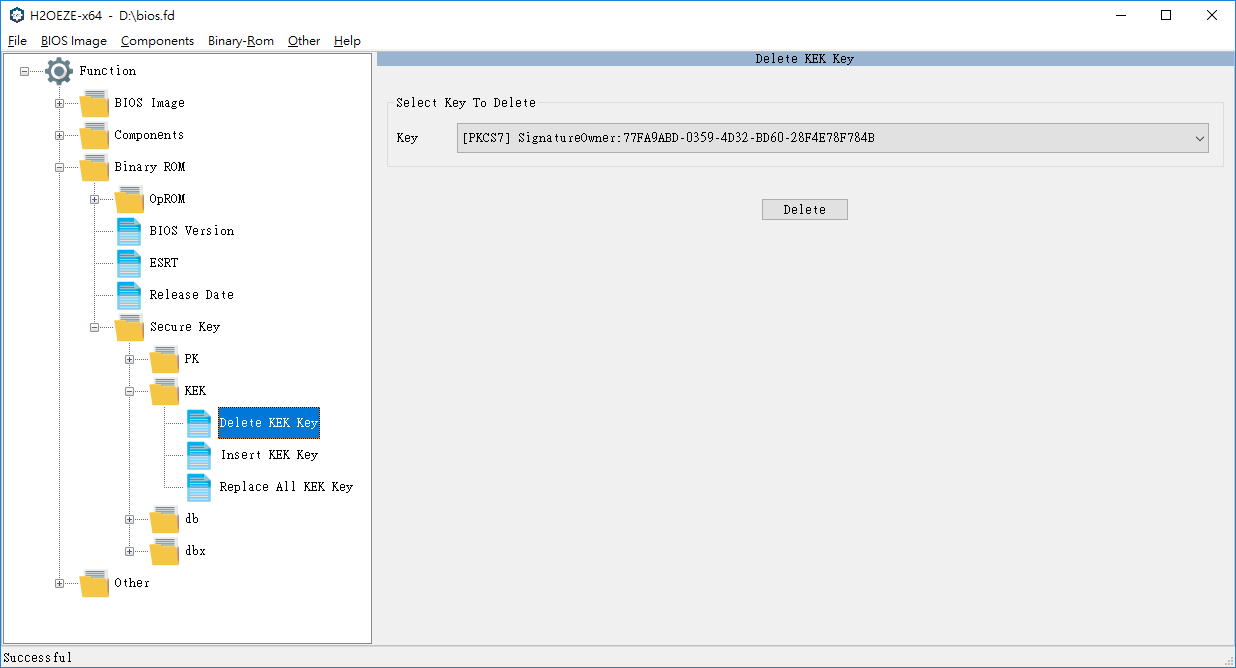 H2OEZE-x64 - D:\bios.fd
File BIOS Image Components Binary-Rom Other Help
Function
BIOS Image
Components
Binary ROM
OpROM
BIOS Version
ESRT
Release Date
Secure Key
PK
KEK
Delete KEK Key
Insert KEK Key
Replace All KEK Key
db
dbx
Other
Delete KEK Key
Select Key To Delete
Key [PKCS7] SignatureOwner:77FA9ABD-0359-4D32-BD60-28F4E78F784B
Delete
Successful